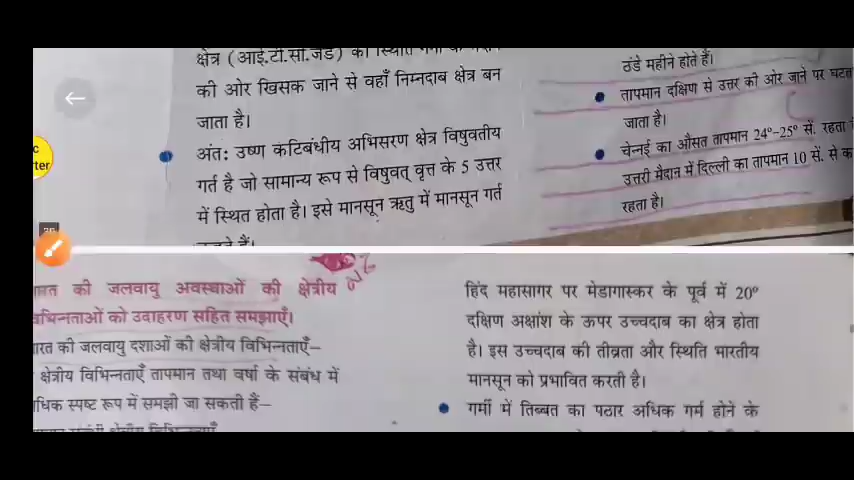 क्षेत्र (आई.टी.सी.जेड)
की ओर खिसक जाने से वहाँ निम्नदाब क्षेत्र बन
जाता है।
अंत: उष्ण कटिबंधीय अभिसरण क्षेत्र विषुवतीय
गर्त है जो सामान्य रूप से विषुवत् वृत्त के 5 उत्तर
में स्थित होता है। इसे मानसून ऋतु में मानसून गर्त
ठंडे महीने होते हैं।
तापमान दक्षिण से उत्तर की ओर जाने पर घटत
जाता है।
चेन्नई का औसत तापमान 24°-25° सें. रहता
उत्तरी मैदान में दिल्ली का तापमान 10 सें. से क
रहता है।
की जलवायु अवस्थाओं की क्षेत्रीय
भिन्नताओं को उदाहरण सहित समझाएँ।
ारत की जलवायु दशाओं की क्षेत्रीय विभिन्नताएँ–
क्षेत्रीय विभिन्नताएँ तापमान तथा वर्षा के संबंध में
धिक स्पष्ट रूप में समझी जा सकती हैं–
हिंद महासागर पर मेडागास्कर के पूर्व में 20°
दक्षिण अक्षांश के ऊपर उच्चदाब का क्षेत्र होता
है। इस उच्चदाब की तीव्रता और स्थिति भारतीय
मानसून को प्रभावित करती है।
गर्मी में तिब्बत का पठार अधिक गर्म होने के